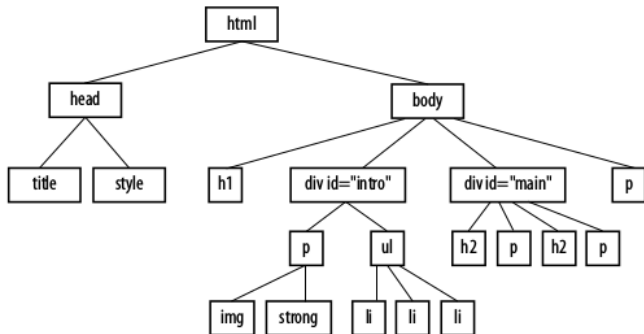 html
head
body
title
style
h1
div id="intro"
div id="main"
p
p
ul
h2
p
h2
p
img
strong
li
li
li